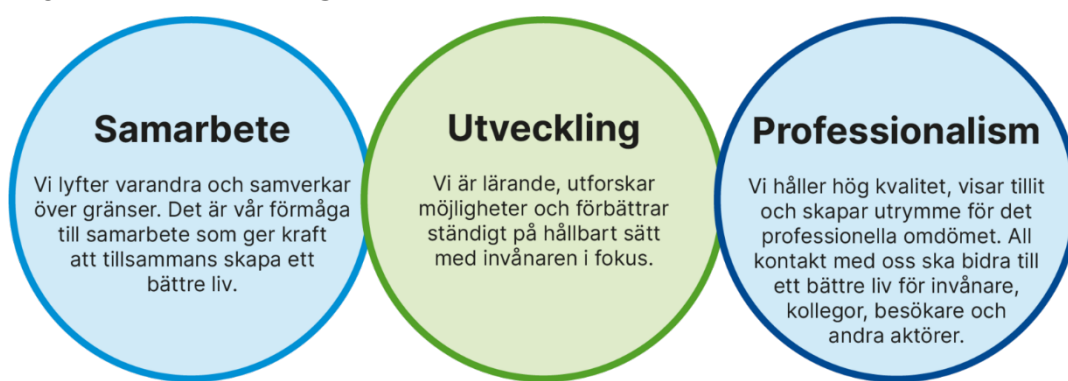 Samarbete
Vi lyfter varandra och samverkar
över gränser. Det är vår förmåga
till samarbete som ger kraft
att tillsammans skapa ett
bättre liv.
Utveckling
Vi är lärande, utforskar
möjligheter och förbättrar
ständigt på hållbart sätt
med invånaren i fokus.
Professionalism
Vi håller hög kvalitet, visar tillit
och skapar utrymme för det
professionella omdömet. All
kontakt med oss ska bidra till
ett bättre liv för invånare,
kollegor, besökare och
andra aktörer.